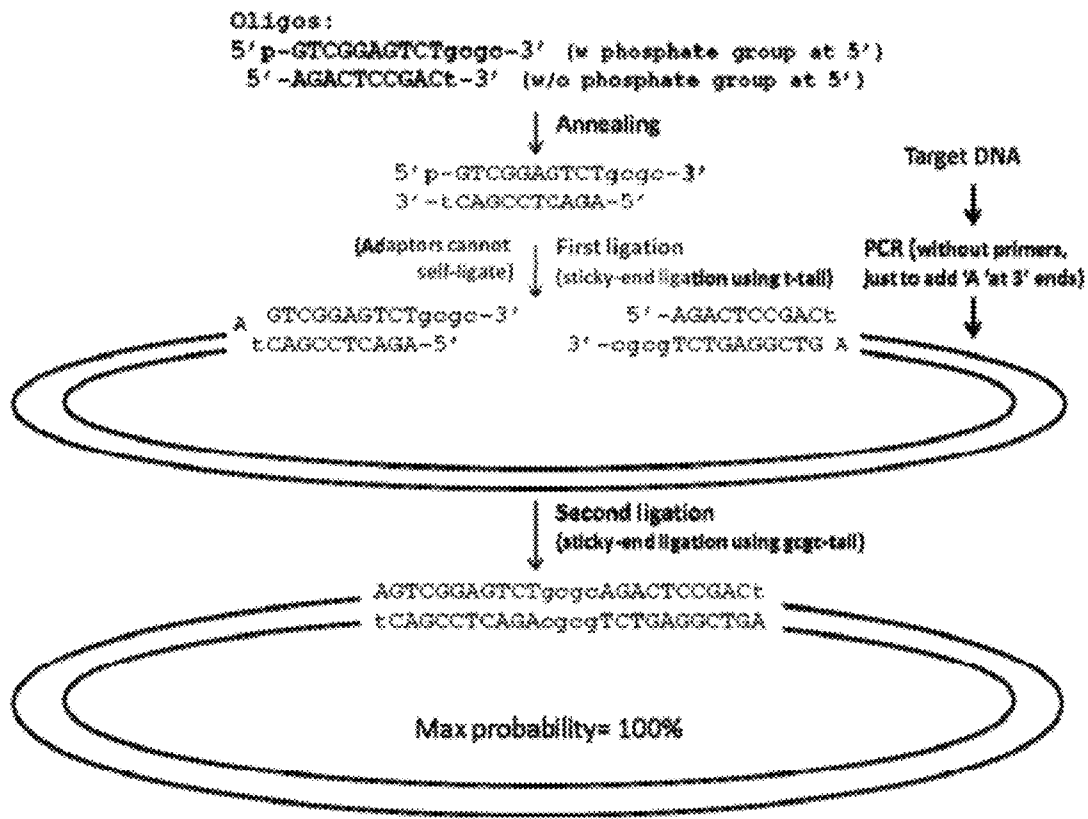 Oligos:
5'p-GTCGGAGTCTgcgc-3' (w phosphate group at 5')
5'-AGACTCCGACt-3' (w/o phosphate group at 5')
Annealing
Target DNA
5'p-GTCGGAGTCTgcgc-3'
3'-tCAGCCTCAGA-5'
(Adaptors cannot
self-ligate)
First ligation
(sticky-end ligation using t-tail)
PCR (without primers,
just to add 'A 'at 3' ends)
A GTCGGAGTCTgcgc-3'
tCAGCCTCAGA-5'
5'-AGACTCCGACt
3'-cgcgTCTGAGGCTG A
Second ligation
(sticky-end ligation using gcgc-tail)
AGTCGGAGTCTgcgcAGACTCCGACt
tCAGCCTCAGAcgcgTCTGAGGCTGA
Max probability= 100%